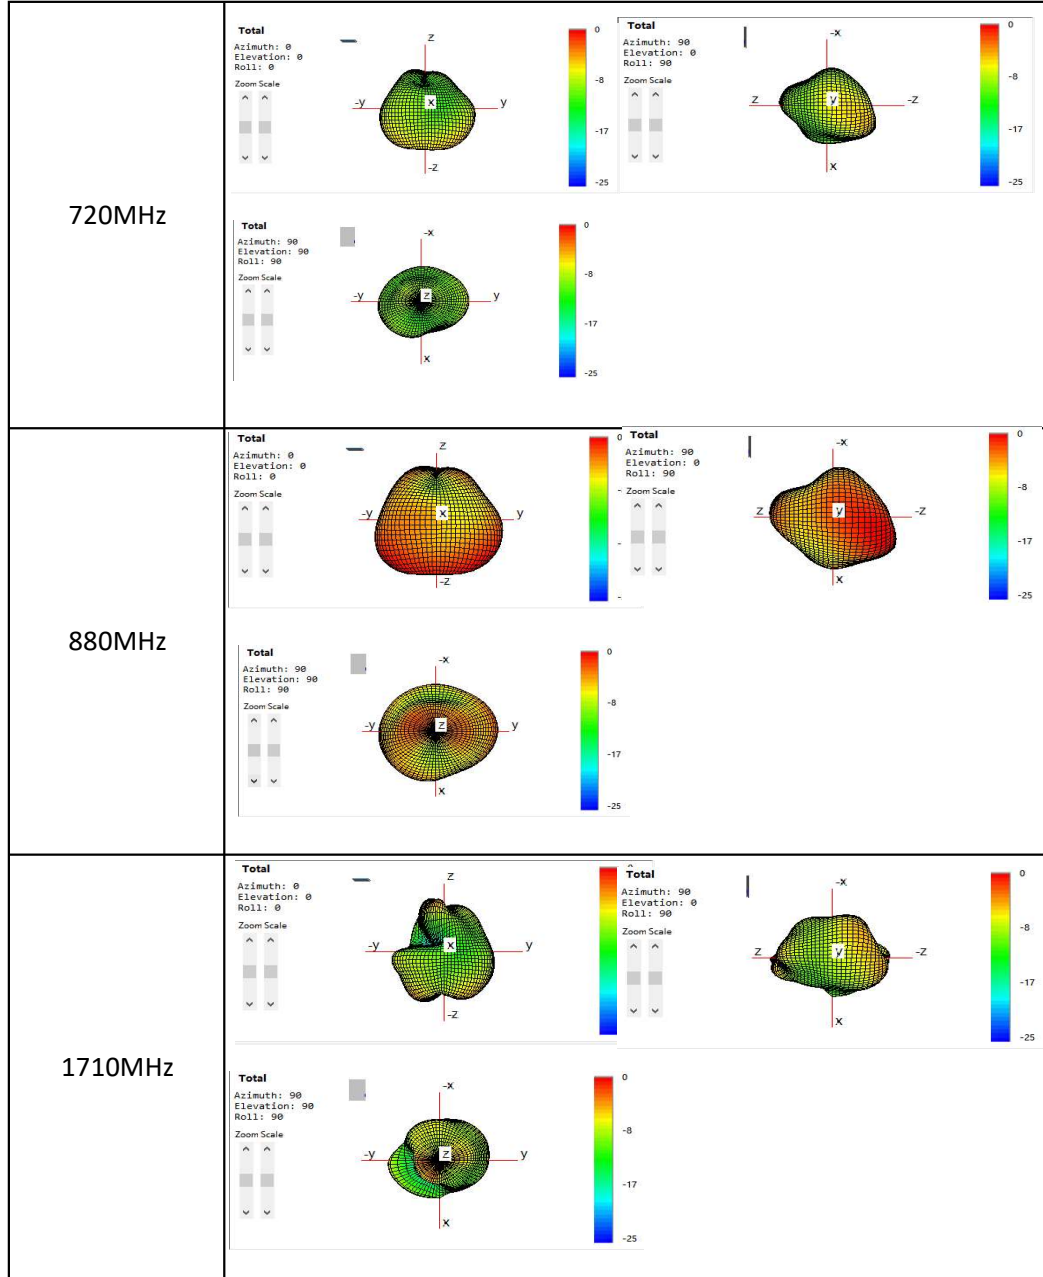 720MHz
Total
Azimuth: 0
Elevation: 0
Roll: 0
Zoom Scale
z
-y
x
y
-z
0
-8
-17
-25
Total
Azimuth: 90
Elevation: 0
Roll: 90
Zoom Scale
-x
z
y
-z
x
0
-8
-17
-25
Total
Azimuth: 90
Elevation: 90
Roll: 90
Zoom Scale
-x
-y
z
y
x
0
-8
-17
-25
880MHz
Total
Azimuth: 0
Elevation: 0
Roll: 0
Zoom Scale
z
-y
x
y
-z
Total
Azimuth: 90
Elevation: 0
Roll: 90
Zoom Scale
-x
z
y
-z
x
0
-8
-17
-25
Total
Azimuth: 90
Elevation: 90
Roll: 90
Zoom Scale
-x
-y
z
y
x
0
-8
-17
-25
1710MHz
Total
Azimuth: 0
Elevation: 0
Roll: 0
Zoom Scale
z
-y
x
y
-z
Total
Azimuth: 90
Elevation: 0
Roll: 90
Zoom Scale
-x
z
y
-z
x
0
-8
-17
-25
Total
Azimuth: 90
Elevation: 90
Roll: 90
Zoom Scale
-x
-y
z
y
x
0
-8
-17
-25